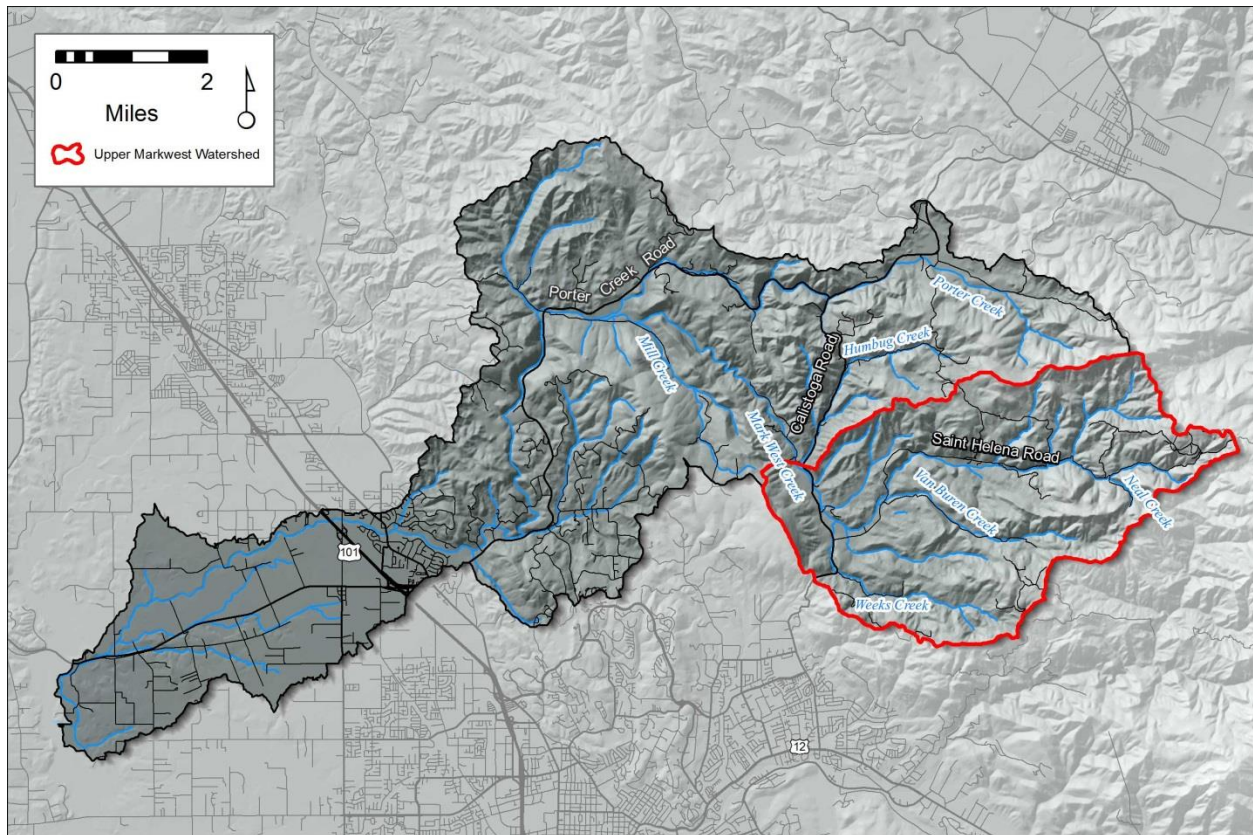 0 2
Miles
Upper Markwest Watershed
Porter Creek Road
Porter Creek
Humbug Creek
Mill Creek
Calistoga Road
Mark West Creek
Saint Helena Road
Van Buren Creek
Neal Creek
101
Weeks Creek
12